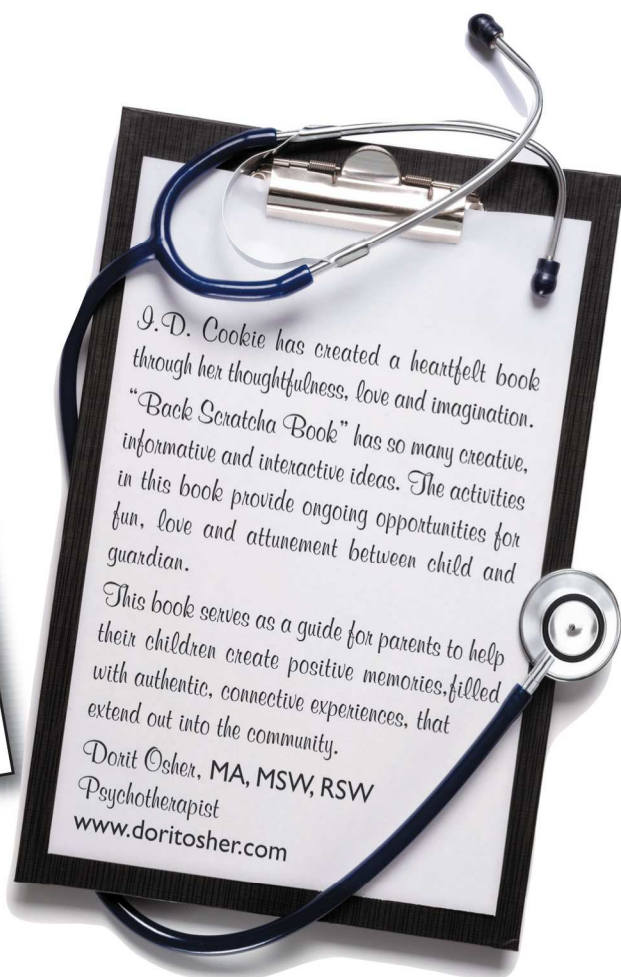 I.D. Cookie has created a heartfelt book
through her thoughtfulness, love and imagination.
“Back Scratcha Book” has so many creative,
informative and interactive ideas. The activities
in this book provide ongoing opportunities for
fun, love and attunement between child and
guardian.
This book serves as a guide for parents to help
their children create positive memories,filled
with authentic, connective experiences, that
extend out into the community.
Dorit Osher, MA, MSW, RSW
Psychotherapist
www.doritosher.com